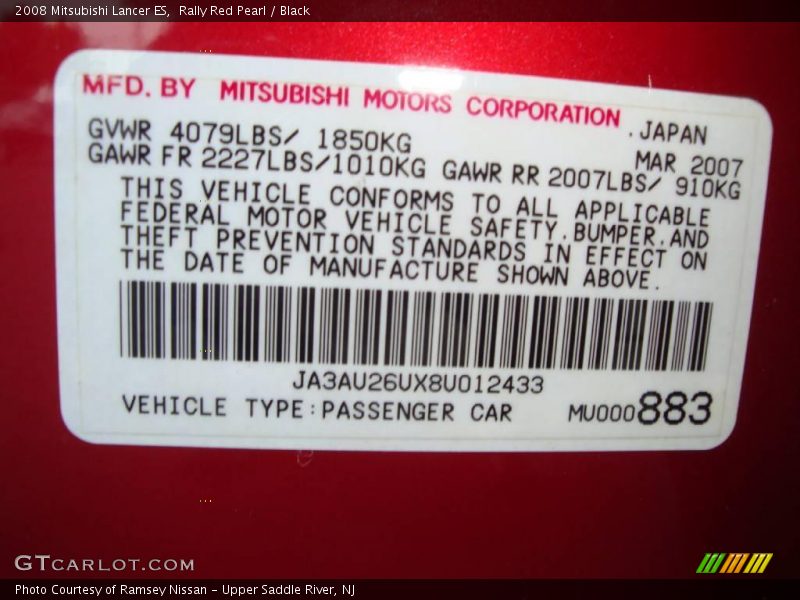 2008 Mitsubishi Lancer ES,  Rally Red Pearl / Black
MFD. BY MITSUBISHI MOTORS CORPORATION
.JAPAN
GVWR 4079LBS/ 1850KG
MAR 2007
GAWR FR 2227LBS/1010KG GAWR RR 2007LBS/ 910KG
THIS VEHICLE CONFORMS TO ALL APPLICABLE
FEDERAL MOTOR VEHICLE SAFETY.BUMPER.AND
THEFT PREVENTION STANDARDS IN EFFECT ON
THE DATE OF MANUFACTURE SHOWN ABOVE.
JA3AU26UX8U012433
VEHICLE TYPE:PASSENGER CAR
MU000883
GTCARLOT.COM
Photo Courtesy of Ramsey Nissan - Upper Saddle River, NJ